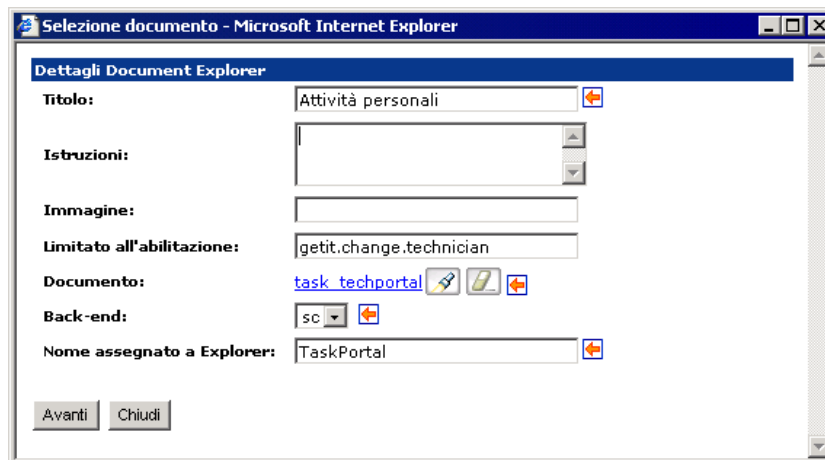 Selezione documento - Microsoft Internet Explorer
Dettagli Document Explorer
Titolo: Attività personali
Istruzioni:
Immagine:
Limitato all'abilitazione: getit.change.technician
Documento: task_techportal
Back-end: sc
Nome assegnato a Explorer: TaskPortal
Avanti Chiudi